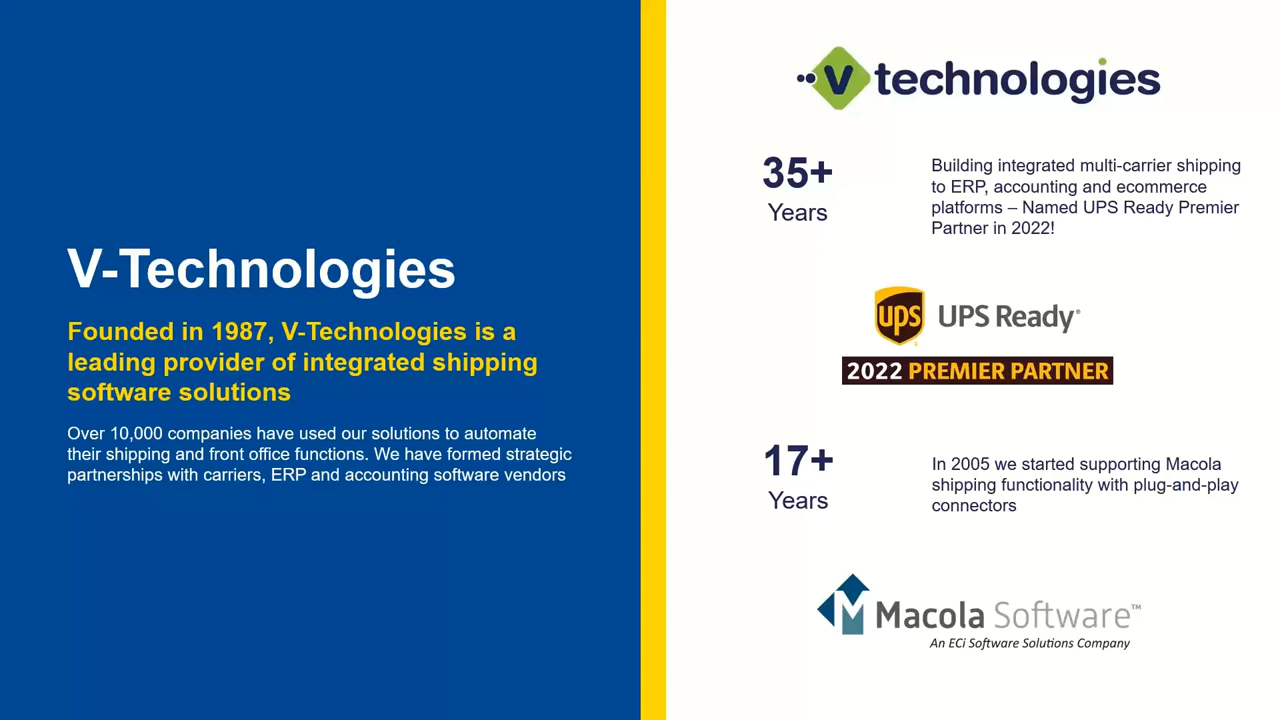 V-Technologies
Founded in 1987, V-Technologies is a
leading provider of integrated shipping
software solutions
Over 10,000 companies have used our solutions to automate
their shipping and front office functions. We have formed strategic
partnerships with carriers, ERP and accounting software vendors
V technologies
35+
Years
Building integrated multi-carrier shipping
to ERP, accounting and ecommerce
platforms – Named UPS Ready Premier
Partner in 2022!
ups UPS Ready®
2022 PREMIER PARTNER
17+
Years
In 2005 we started supporting Macola
shipping functionality with plug-and-play
connectors
M Macola Software™
An ECi Software Solutions Company